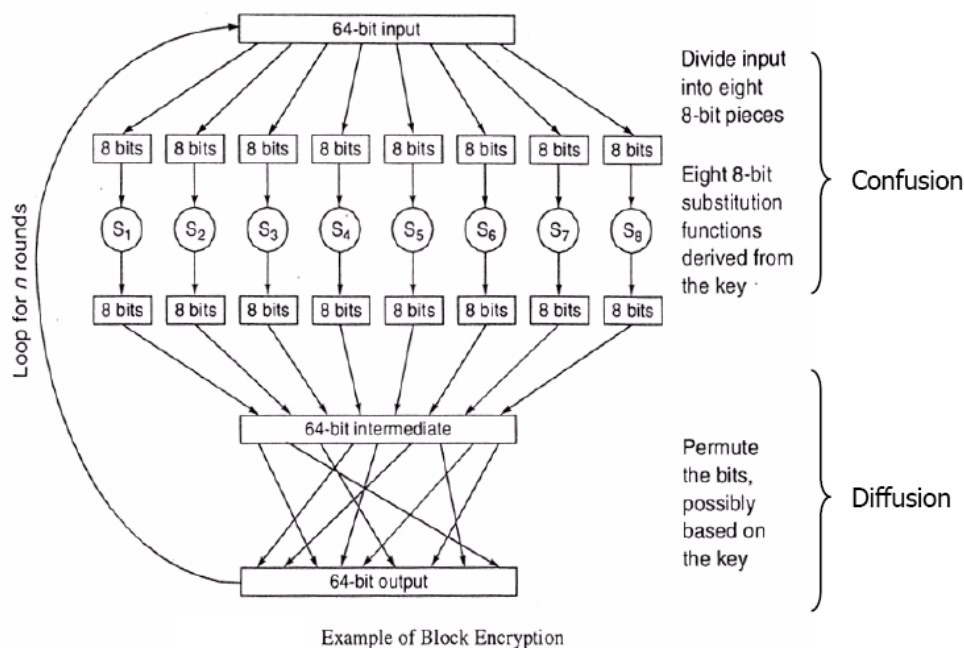 64-bit input
Divide input
into eight
8-bit pieces
8 bits 8 bits 8 bits 8 bits 8 bits 8 bits 8 bits 8 bits
Confusion
Eight 8-bit
substitution
functions
derived from
the key
S1 S2 S3 S4 S5 S6 S7 S8
8 bits 8 bits 8 bits 8 bits 8 bits 8 bits 8 bits 8 bits
Loop for n rounds
64-bit intermediate
Permute
the bits,
possibly
based on
the key
Diffusion
64-bit output
Example of Block Encryption